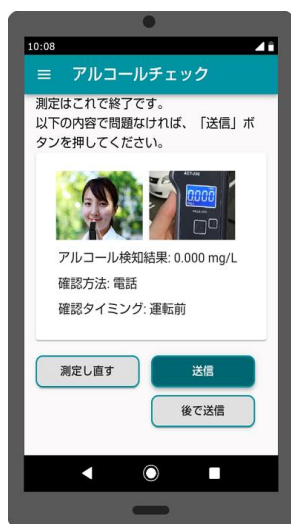 10:08
アルコールチェック
測定はこれで終了です。
以下の内容で問題なければ、「送信」ボ
タンを押してください。
0.000
アルコール検知結果: 0.000 mg/L
確認方法: 電話
確認タイミング: 運転前
測定し直す
送信
後で送信